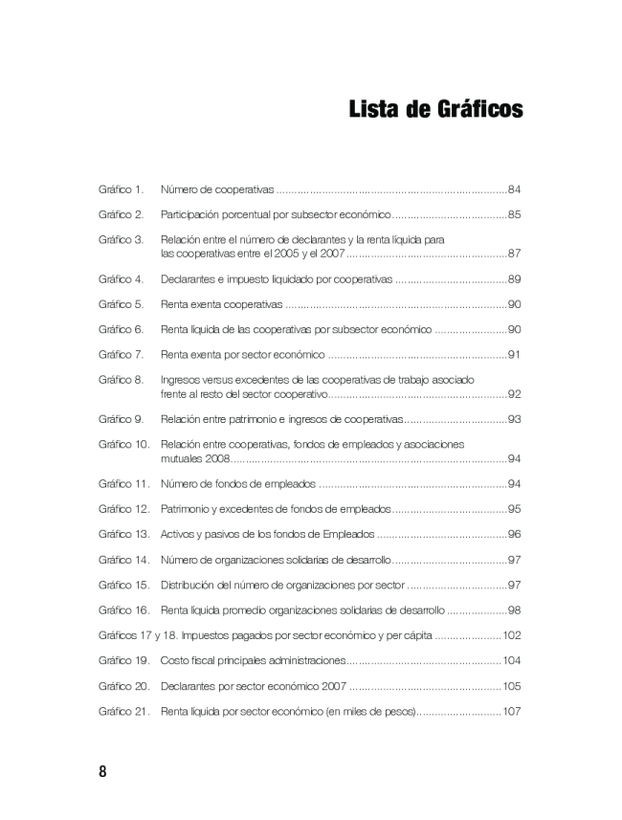 Lista de Gráficos
Gráfico 1. Número de cooperativas ............................................................................84
Gráfico 2. Participación porcentual por subsector económico......................................85
Gráfico 3. Relación entre el número de declarantes y la renta líquida para
las cooperativas entre el 2005 y el 2007.....................................................87
Gráfico 4. Declarantes e impuesto liquidado por cooperativas .....................................89
Gráfico 5. Renta exenta cooperativas .........................................................................90
Gráfico 6. Renta líquida de las cooperativas por subsector económico ........................90
Gráfico 7. Renta exenta por sector económico ...........................................................91
Gráfico 8. Ingresos versus excedentes de las cooperativas de trabajo asociado
frente al resto del sector cooperativo...........................................................92
Gráfico 9. Relación entre patrimonio e ingresos de cooperativas..................................93
Gráfico 10. Relación entre cooperativas, fondos de empleados y asociaciones
mutuales 2008...........................................................................................94
Gráfico 11. Número de fondos de empleados ..............................................................94
Gráfico 12. Patrimonio y excedentes de fondos de empleados......................................95
Gráfico 13. Activos y pasivos de los fondos de Empleados ...........................................96
Gráfico 14. Número de organizaciones solidarias de desarrollo......................................97
Gráfico 15. Distribución del número de organizaciones por sector .................................97
Gráfico 16. Renta líquida promedio organizaciones solidarias de desarrollo ....................98
Gráficos 17 y 18. Impuestos pagados por sector económico y per cápita ......................102
Gráfico 19. Costo fiscal principales administraciones...................................................104
Gráfico 20. Declarantes por sector económico 2007 ..................................................105
Gráfico 21. Renta líquida por sector económico (en miles de pesos)............................107
8